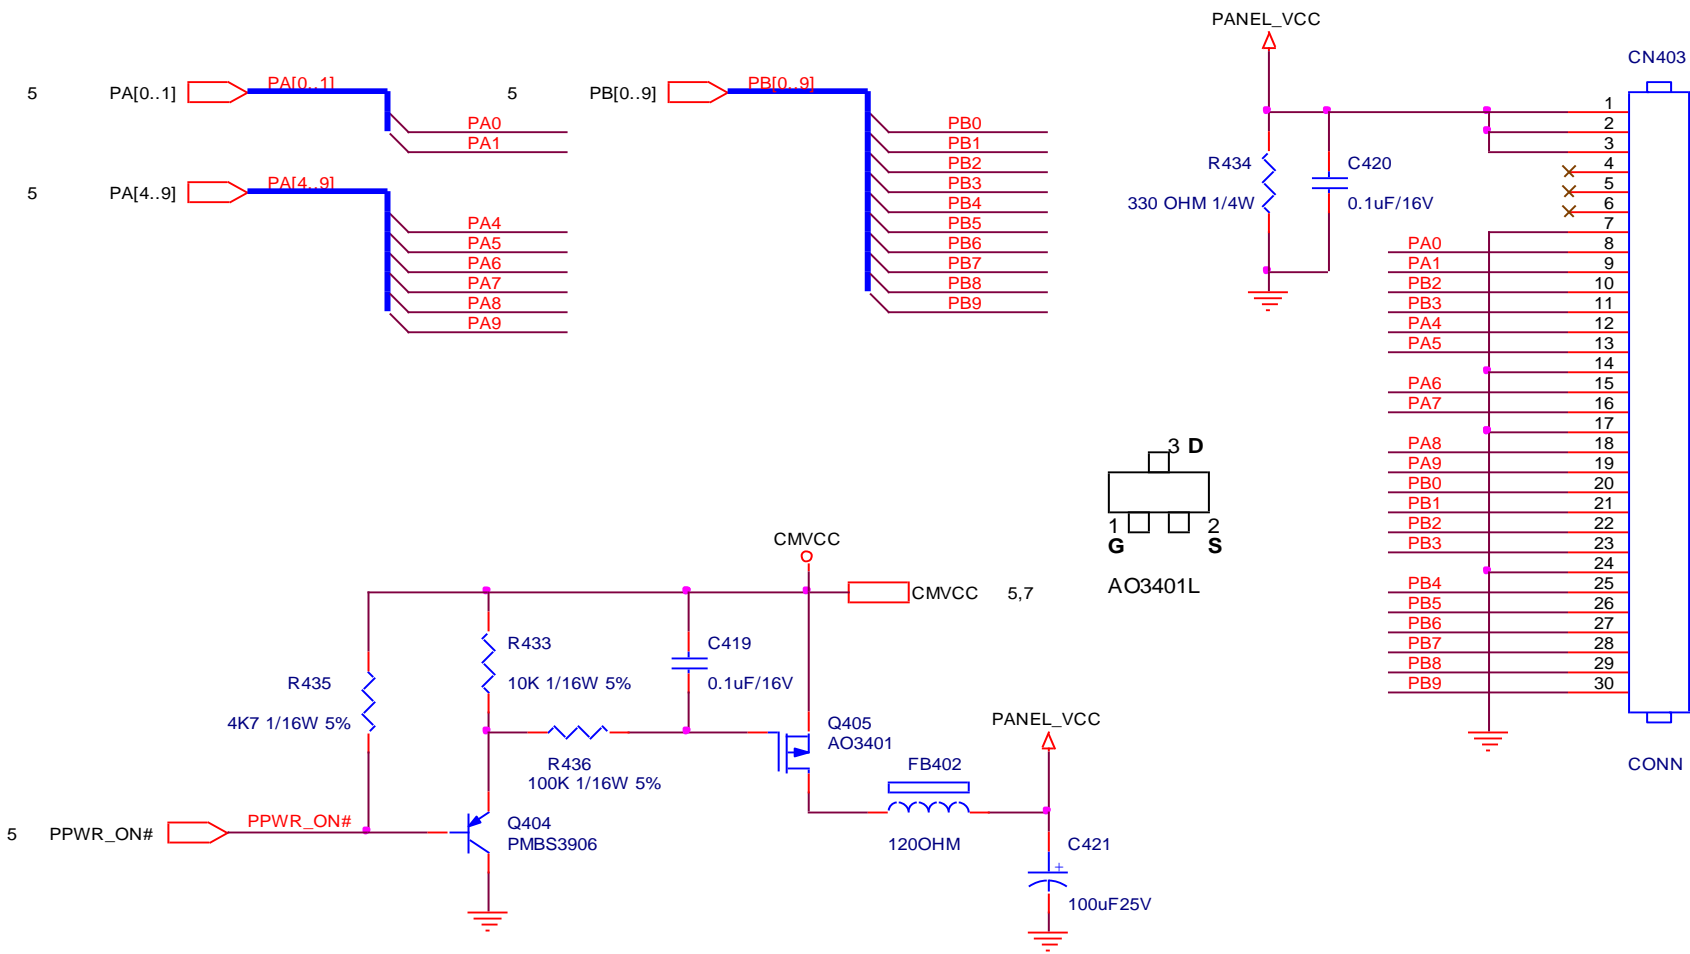 PANEL_VCC
CN403
5 PA[0..1] PA[0..1]
5 PB[0..9] PB[0..9]
PA0
PA1
5 PA[4..9] PA[4..9]
PA4
PA5
PA6
PA7
PA8
PA9
PB0
PB1
PB2
PB3
PB4
PB5
PB6
PB7
PB8
PB9
R434
330 OHM 1/4W
C420
0.1uF/16V
1
2
3
4
5
6
7
PA0 8
PA1 9
PB2 10
PB3 11
PA4 12
PA5 13
14
PA6 15
PA7 16
17
PA8 18
PA9 19
PB0 20
PB1 21
PB2 22
PB3 23
24
PB4 25
PB5 26
PB6 27
PB7 28
PB8 29
PB9 30
CONN
3 D
1 2
G S
AO3401L
CMVCC
CMVCC 5,7
R433
10K 1/16W 5%
C419
0.1uF/16V
R435
4K7 1/16W 5%
R436
100K 1/16W 5%
Q405
AO3401
PANEL_VCC
FB402
120OHM
5 PPWR_ON# PPWR_ON#
Q404
PMBS3906
C421
+
100uF25V